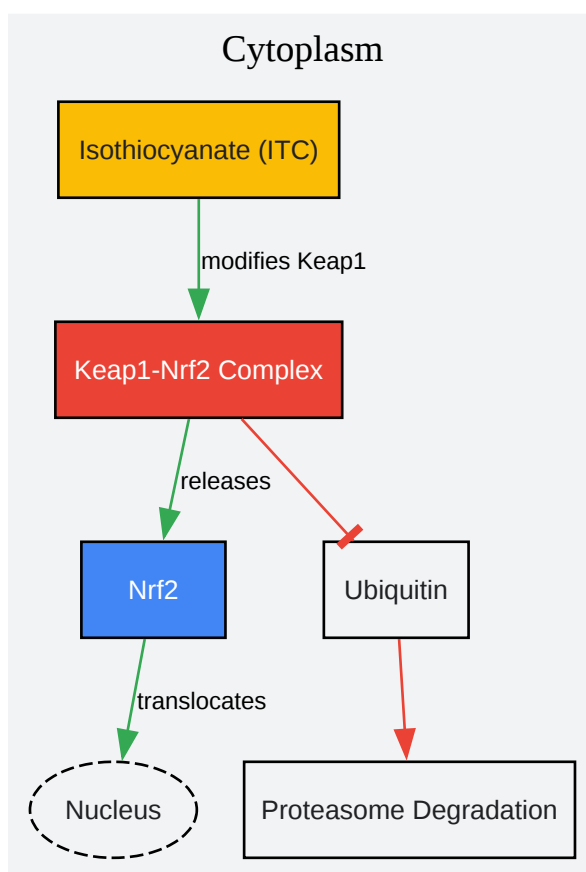 Cytoplasm
Isothiocyanate (ITC)
modifies Keap1
Keap1-Nrf2 Complex
releases
Nrf2
Ubiquitin
translocates
Nucleus
Proteasome Degradation